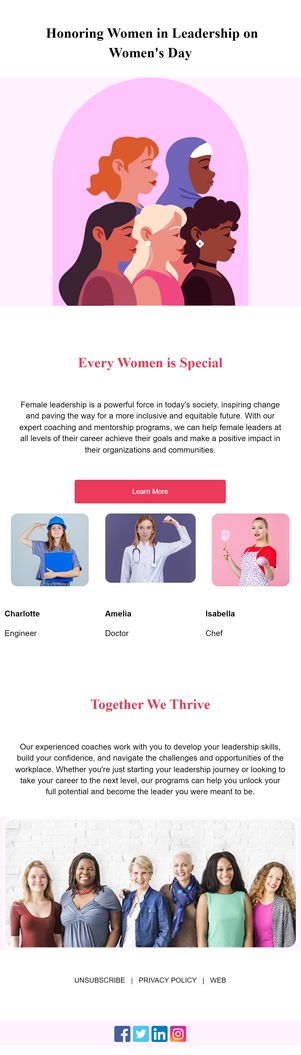 Honoring Women in Leadership on
Women's Day
Every Women is Special
Female leadership is a powerful force in today's society, inspiring change
and paving the way for a more inclusive and equitable future. With our
expert coaching and mentorship programs, we can help female leaders at
all levels of their career achieve their goals and make a positive impact in
their organizations and communities.
Learn More
Charlotte
Engineer
Amelia
Doctor
Isabella
Chef
Together We Thrive
Our experienced coaches work with you to develop your leadership skills,
build your confidence, and navigate the challenges and opportunities of the
workplace. Whether you're just starting your leadership journey or looking to
take your career to the next level, our programs can help you unlock your
full potential and become the leader you were meant to be.
UNSUBSCRIBE | PRIVACY POLICY | WEB